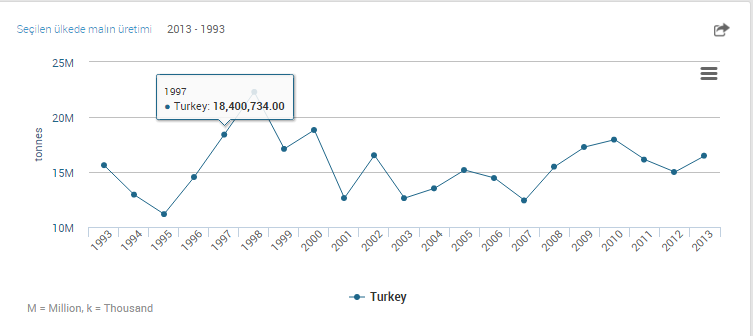 Seçilen ülkede malın üretimi 2013 - 1993
25M
20M
15M
10M
tonnes
1997
Turkey: 18,400,734.00
1993 1994 1995 1996 1997 1998 1999 2000 2001 2002 2003 2004 2005 2006 2007 2008 2009 2010 2011 2012 2013
Turkey
M = Million, k = Thousand